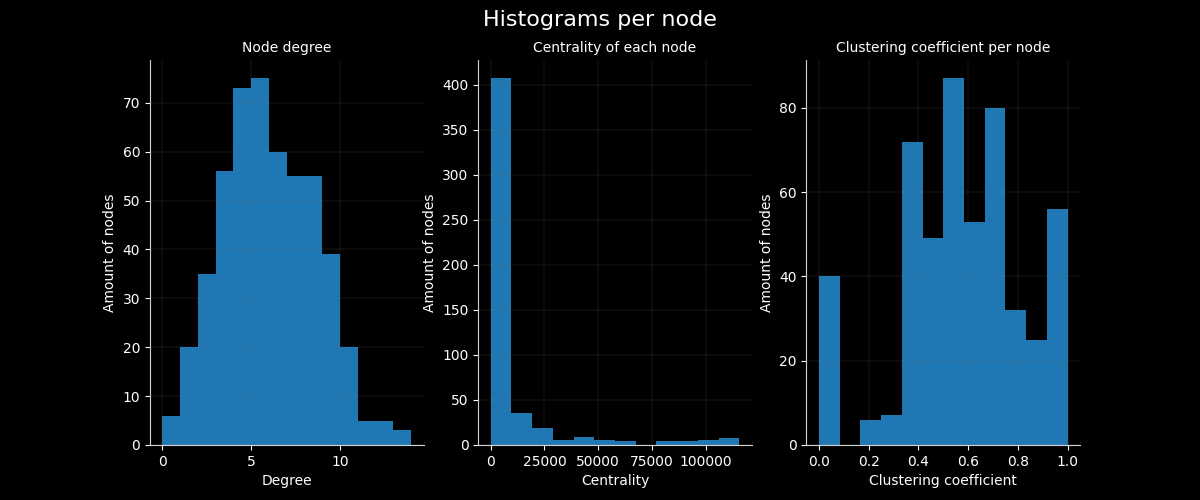 Histograms per node
Node degree
Amount of nodes
70
60
50
40
30
20
10
0
0 5 10
Degree
Centrality of each node
Amount of nodes
400
350
300
250
200
150
100
50
0
0 25000 50000 75000 100000
Centrality
Clustering coefficient per node
Amount of nodes
80
60
40
20
0
0.0 0.2 0.4 0.6 0.8 1.0
Clustering coefficient